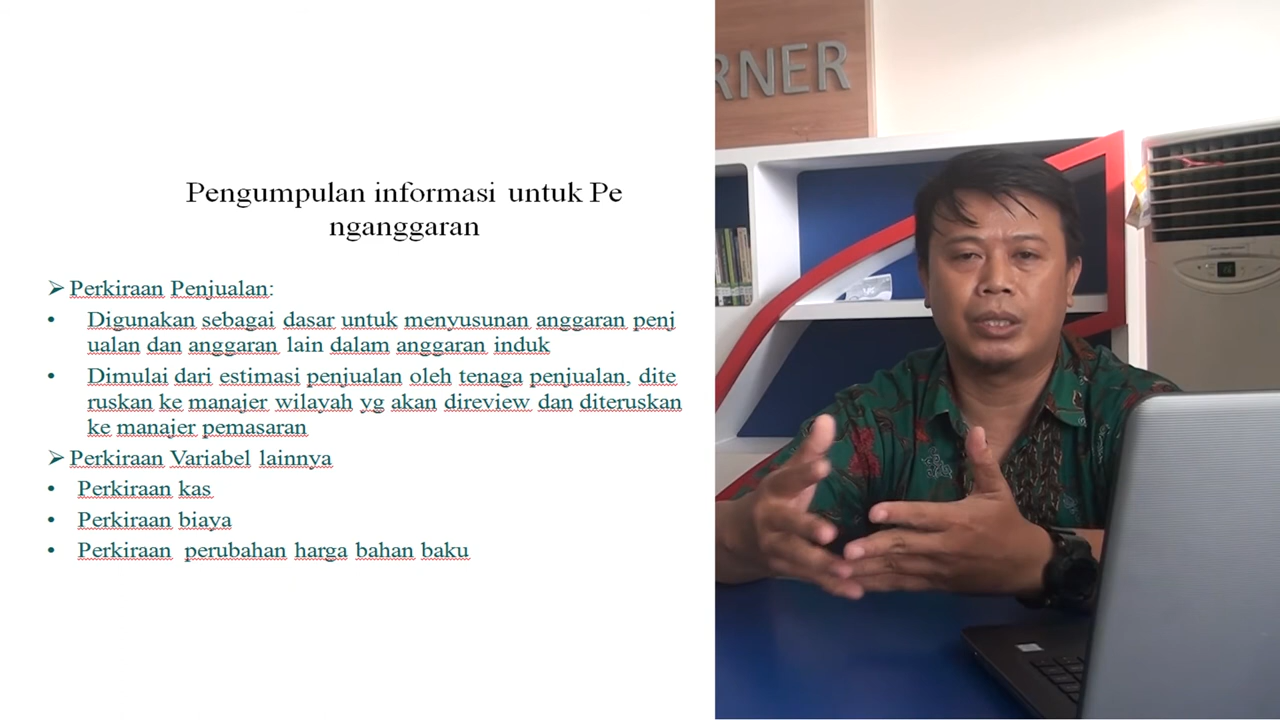 Pengumpulan informasi untuk Pe
nganggaran
➢ Perkiraan Penjualan:
• Digunakan sebagai dasar untuk menyusunan anggaran penj
ualan dan anggaran lain dalam anggaran induk
• Dimulai dari estimasi penjualan oleh tenaga penjualan, dite
ruskan ke manajer wilayah yg akan direview dan diteruskan
ke manajer pemasaran
➢ Perkiraan Variabel lainnya
• Perkiraan kas
• Perkiraan biaya
• Perkiraan perubahan harga bahan baku
RNER